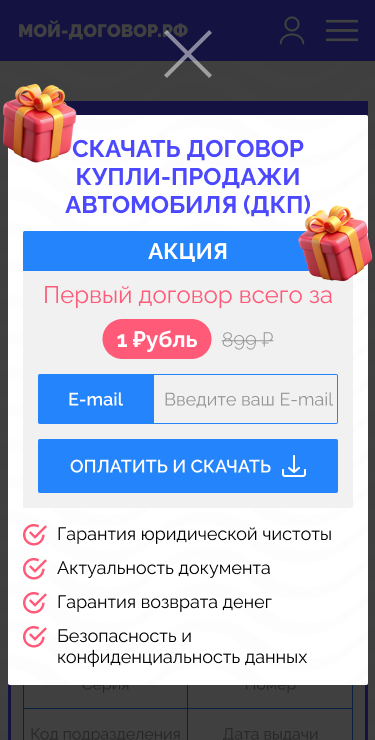 МОЙ-ДОГОВОР.РФ
СКАЧАТЬ ДОГОВОР
КУПЛИ-ПРОДАЖИ
АВТОМОБИЛЯ (ДКП)
АКЦИЯ
Первый договор всего за
1 ₽убль 899 ₽
E-mail Введите ваш E-mail
ОПЛАТИТЬ И СКАЧАТЬ
Гарантия юридической чистоты
Актуальность документа
Гарантия возврата денег
Безопасность и
конфиденциальность данных
Серия Номер
Код подразделения Дата выдачи